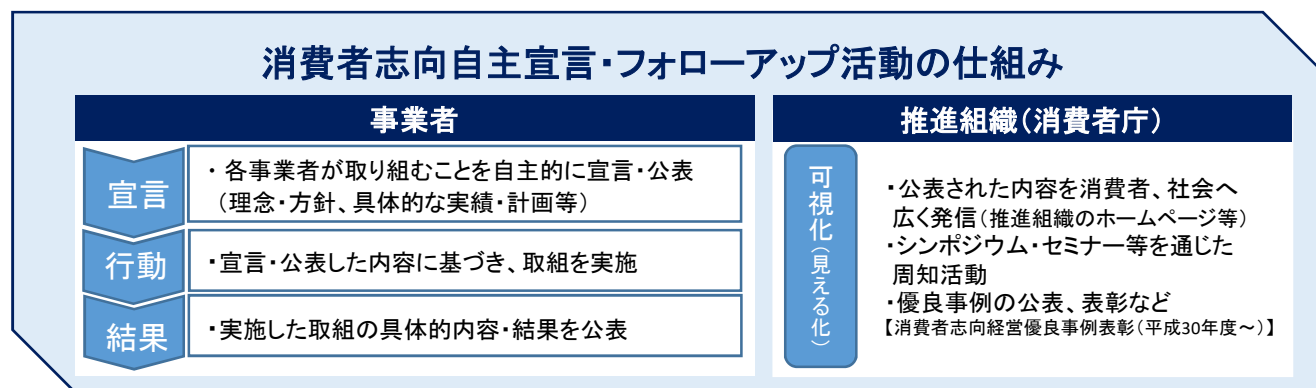 消費者志向自主宣言・フォローアップ活動の仕組み
事業者
宣言
・ 各事業者が取り組むことを自主的に宣言・公表
（理念・方針、具体的な実績・計画等）
行動
・宣言・公表した内容に基づき、取組を実施
結果
・実施した取組の具体的内容・結果を公表
推進組織（消費者庁）
可視化（見える化）
・公表された内容を消費者、社会へ
広く発信（推進組織のホームページ等）
・シンポジウム・セミナー等を通じた
周知活動
・優良事例の公表、表彰など
【消費者志向経営優良事例表彰（平成30年度～）】